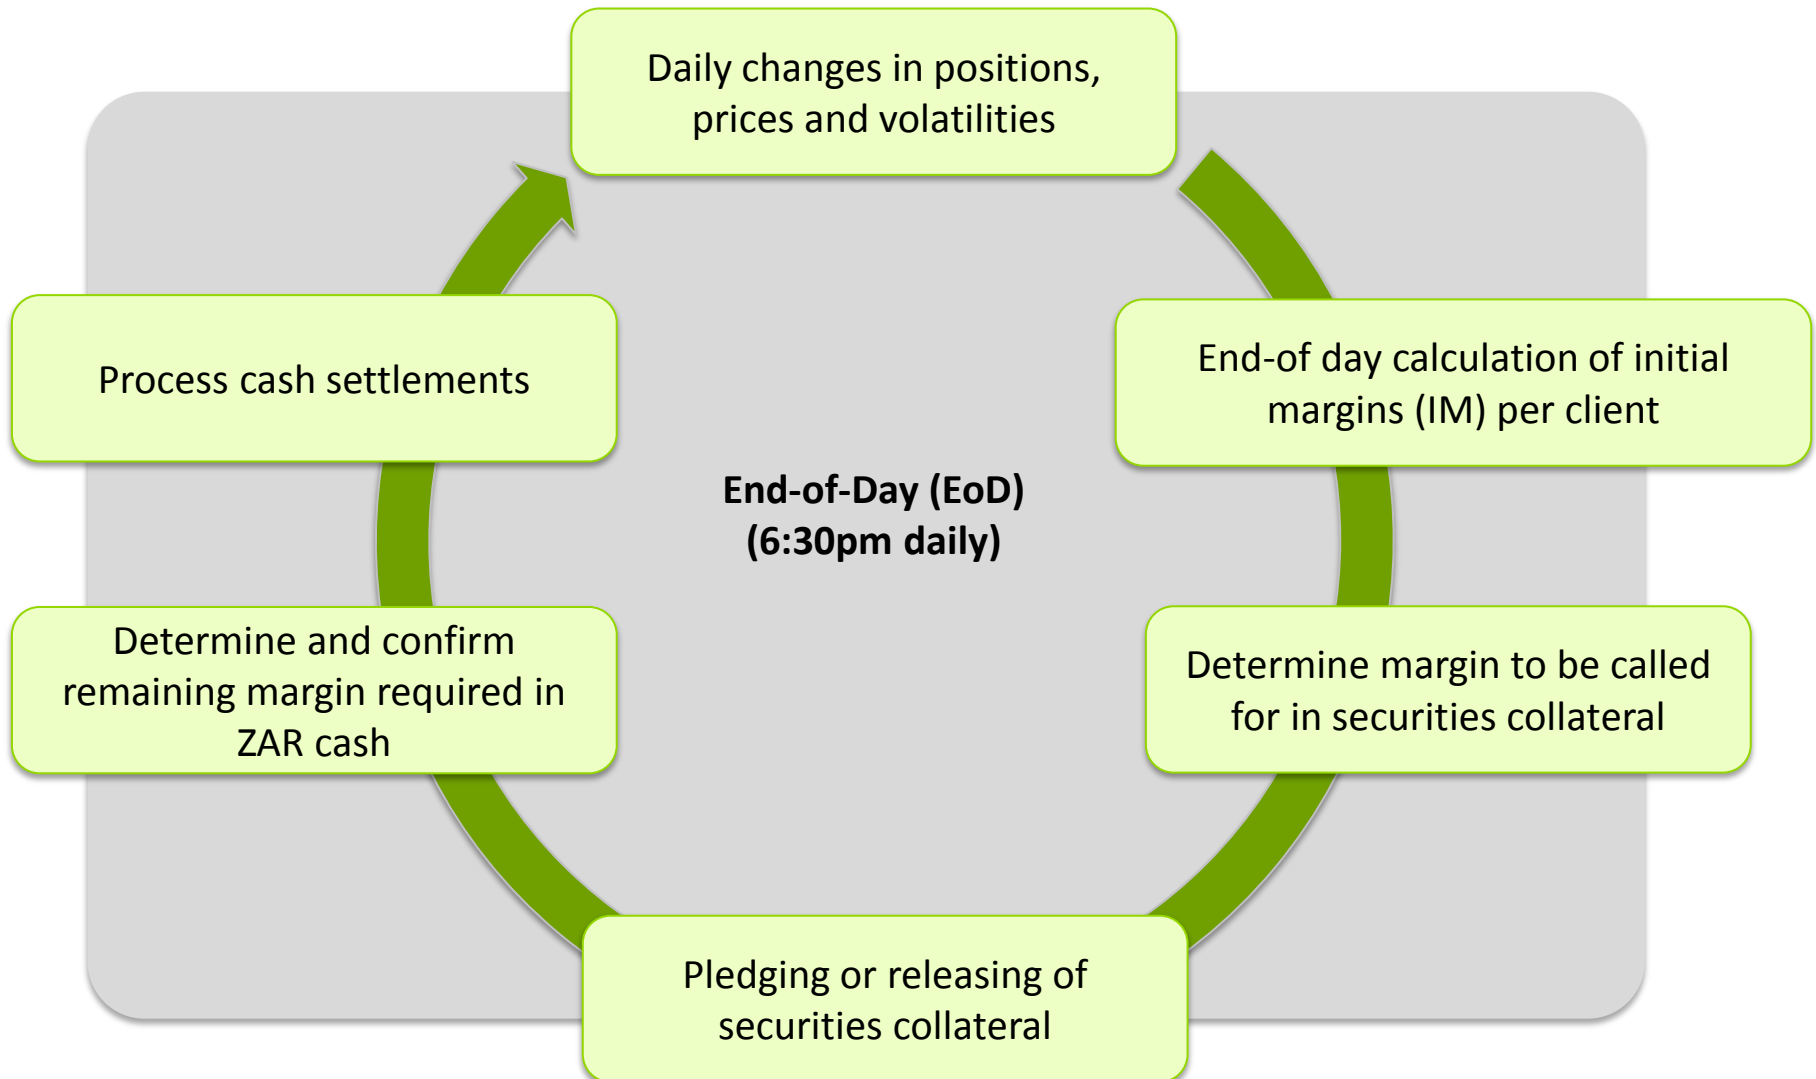 Daily changes in positions,
prices and volatilities
End-of day calculation of initial
margins (IM) per client
Determine margin to be called
for in securities collateral
Pledging or releasing of
securities collateral
Determine and confirm
remaining margin required in
ZAR cash
Process cash settlements
End-of-Day (EoD)
(6:30pm daily)